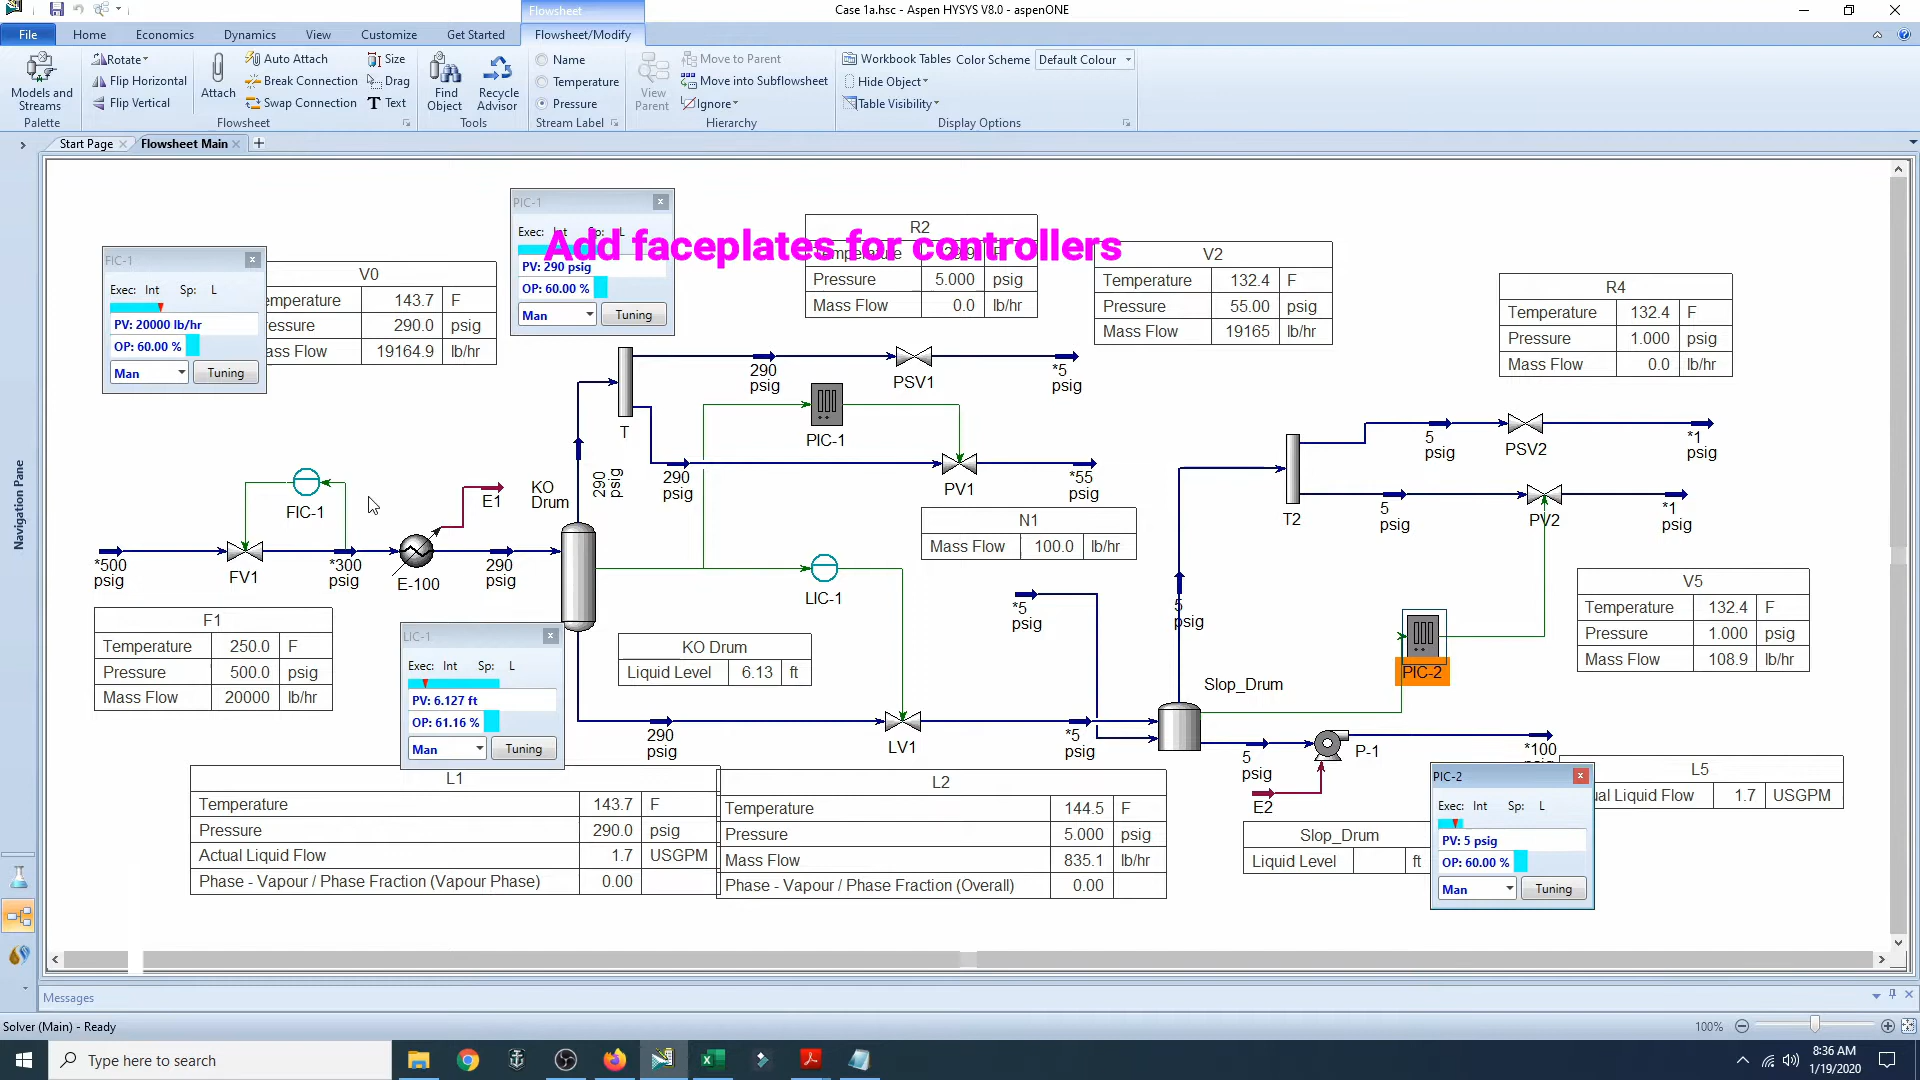 Case 1a.hsc - Aspen HYSYS V8.0 - aspenONE
Flowsheet
File Home Economics Dynamics View Customize Get Started Flowsheet/Modify
Models and Streams
Palette
Rotate
Flip Horizontal
Flip Vertical
Attach
Auto Attach
Break Connection
Swap Connection
Size
Drag
Text
Flowsheet
Find Object
Recycle Advisor
Tools
Name
Temperature
Pressure
Stream Label
View Parent
Move to Parent
Move into Subflowsheet
Ignore
Hierarchy
Workbook Tables
Color Scheme Default Colour
Hide Object
Table Visibility
Display Options
Start Page
Flowsheet Main
Navigation Pane
Add faceplates for controllers
FIC-1
Exec: Int Sp: L
PV: 20000 lb/hr
OP: 60.00 %
Man Tuning
V0
emperature 143.7 F
ressure 290.0 psig
ass Flow 19164.9 lb/hr
PIC-1
Exec: Int Sp: L
PV: 290 psig
OP: 60.00 %
Man Tuning
R2
Pressure 5.000 psig
Mass Flow 0.0 lb/hr
V2
Temperature 132.4 F
Pressure 55.00 psig
Mass Flow 19165 lb/hr
R4
Temperature 132.4 F
Pressure 1.000 psig
Mass Flow 0.0 lb/hr
290 psig
PSV1
*5 psig
T
PIC-1
290 psig
PV1
*55 psig
5 psig
PSV2
*1 psig
T2
5 psig
PV2
*1 psig
FIC-1
E1
KO Drum
290 psig
*500 psig
FV1
*300 psig
E-100
290 psig
LIC-1
N1
Mass Flow 100.0 lb/hr
*5 psig
5 psig
PIC-2
V5
Temperature 132.4 F
Pressure 1.000 psig
Mass Flow 108.9 lb/hr
F1
Temperature 250.0 F
Pressure 500.0 psig
Mass Flow 20000 lb/hr
LIC-1
Exec: Int Sp: L
PV: 6.127 ft
OP: 61.16 %
Man Tuning
KO Drum
Liquid Level 6.13 ft
290 psig
LV1
*5 psig
Slop_Drum
5 psig
P-1
E2
*100
L1
Temperature 143.7 F
Pressure 290.0 psig
Actual Liquid Flow 1.7 USGPM
Phase - Vapour / Phase Fraction (Vapour Phase) 0.00
L2
Temperature 144.5 F
Pressure 5.000 psig
Mass Flow 835.1 lb/hr
Phase - Vapour / Phase Fraction (Overall) 0.00
Slop_Drum
Liquid Level ft
PIC-2
Exec: Int Sp: L
PV: 5 psig
OP: 60.00 %
Man Tuning
L5
ual Liquid Flow 1.7 USGPM
Messages
Solver (Main) - Ready
100%
Type here to search
8:36 AM
1/19/2020